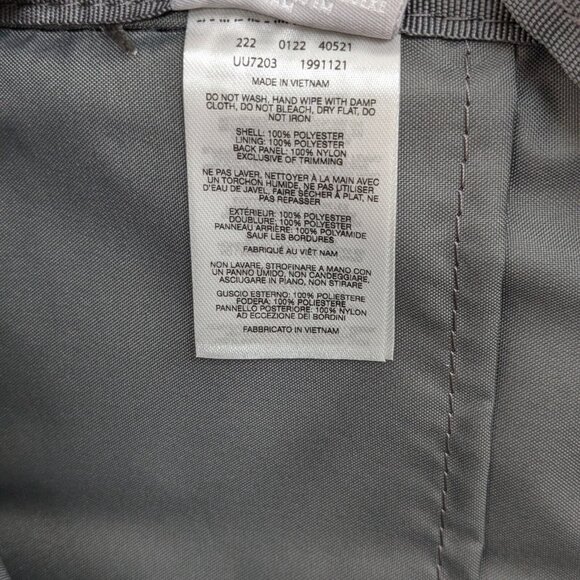 222 0122 40521
UU7203 1991121
MADE IN VIETNAM
DO NOT WASH, HAND WIPE WITH DAMP
CLOTH, DO NOT BLEACH, DRY FLAT, DO
NOT IRON
SHELL: 100% POLYESTER
LINING: 100% POLYESTER
BACK PANEL: 100% NYLON
EXCLUSIVE OF TRIMMING
NE PAS LAVER, NETTOYER À LA MAIN AVEC
UN TORCHON HUMIDE, NE PAS UTILISER
D'EAU DE JAVEL, FAIRE SÉCHER À PLAT, NE
PAS REPASSER
EXTÉRIEUR: 100% POLYESTER
DOUBLURE: 100% POLYESTER
PANNEAU ARRIÈRE: 100% POLYAMIDE
SAUF LES BORDURES
FABRIQUÉ AU VIÊT NAM
NON LAVARE, STROFINARE A MANO CON
UN PANNO UMIDO, NON CANDEGGIARE,
ASCIUGARE IN PIANO, NON STIRARE
GUSCIO ESTERNO: 100% POLIESTERE
FODERA: 100% POLIESTERE
PANNELLO POSTERIORE: 100% NYLON
AD ECCEZIONE DEI BORDINI
FABBRICATO IN VIETNAM